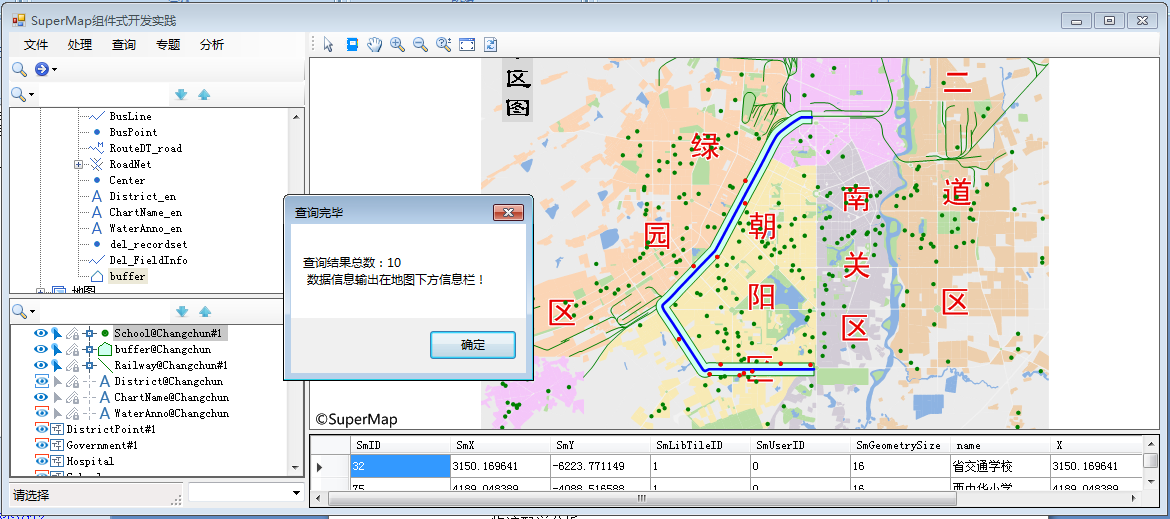 SuperMap组件式开发实践
文件 处理 查询 专题 分析
BusLine
BusPoint
RouteDT_road
RoadNet
Center
District_en
ChartName_en
WaterAnno_en
del_recordset
Del_FieldInfo
buffer
地图
School@Changchun#1
buffer@Changchun
Railway@Changchun#1
District@Changchun
ChartName@Changchun
WaterAnno@Changchun
DistrictPoint#1
Government#1
Hospital
请选择
区图
绿园区
朝阳区
南关区
二道区
©SuperMap
查询完毕
查询结果总数：10
数据信息输出在地图下方信息栏！
确定
SmID SmX SmY SmLibTileID SmUserID SmGeometrySize name X
32 3150.169641 -6223.771149 1 0 16 省交通学校 3150.169641
75 4189.048389 -4088.516588 1 0 16 西中华小学 4189.048389